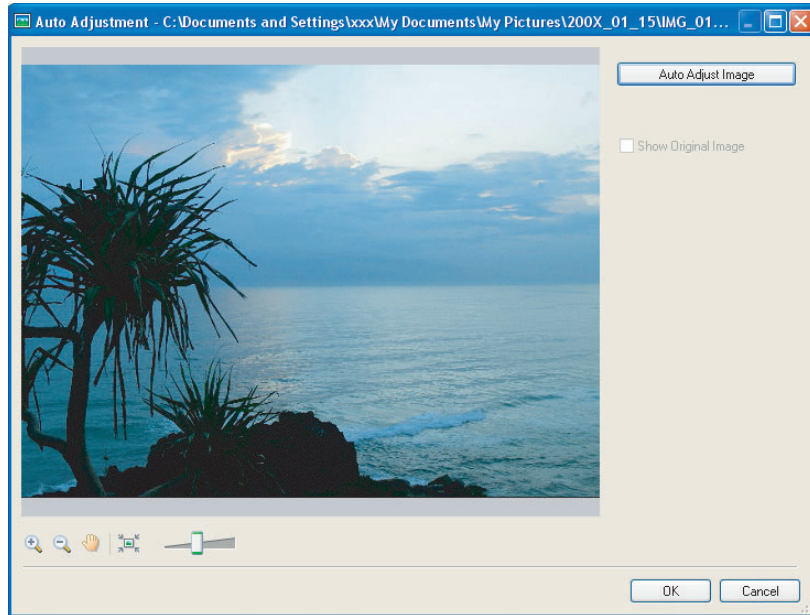 Auto Adjustment - C:\Documents and Settings\xxx\My Documents\My Pictures\200X_01_15\IMG_01...
Auto Adjust Image
Show Original Image
OK
Cancel